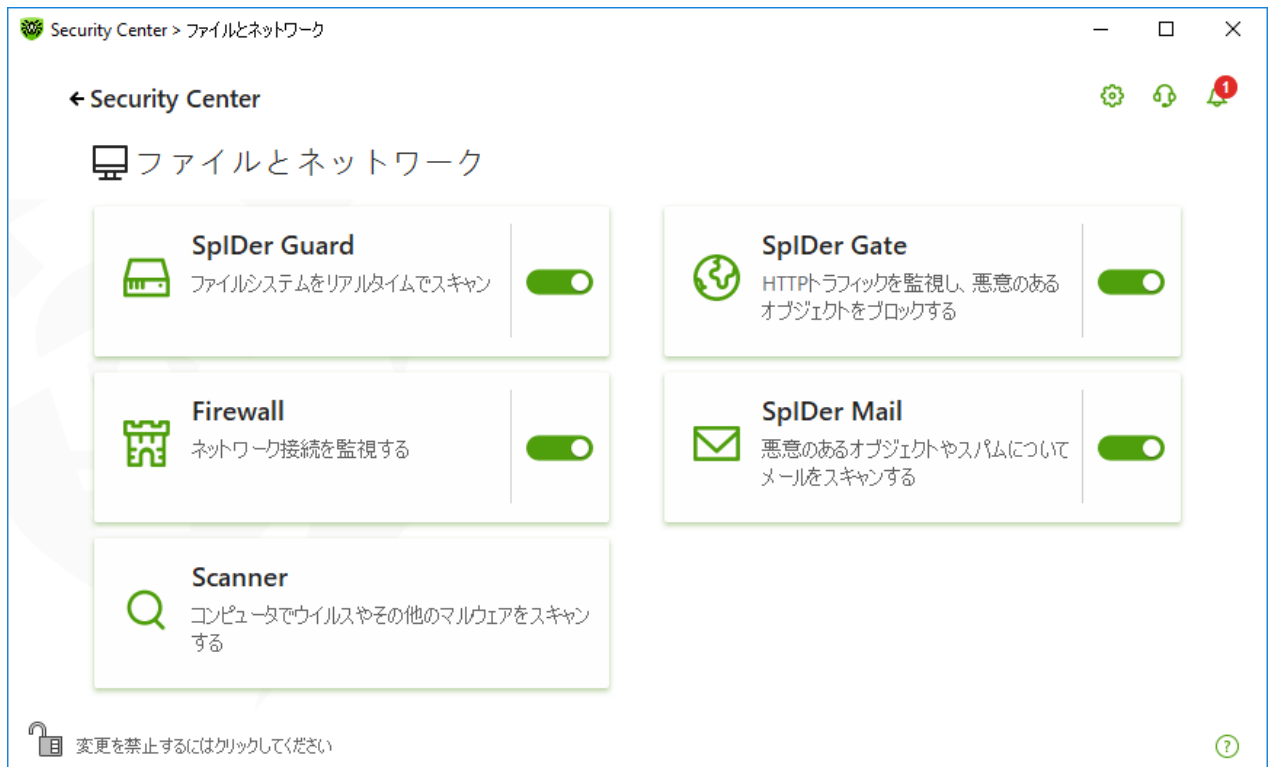 Security Center > ファイルとネットワーク
Security Center
1
ファイルとネットワーク
SpIDer Guard
ファイルシステムをリアルタイムでスキャン
SpIDer Gate
HTTPトラフィックを監視し、悪意のある
オブジェクトをブロックする
Firewall
ネットワーク接続を監視する
SpIDer Mail
悪意のあるオブジェクトやスパムについて
メールをスキャンする
Scanner
コンピュータでウイルスやその他のマルウェアをスキャン
する
変更を禁止するにはクリックしてください
?